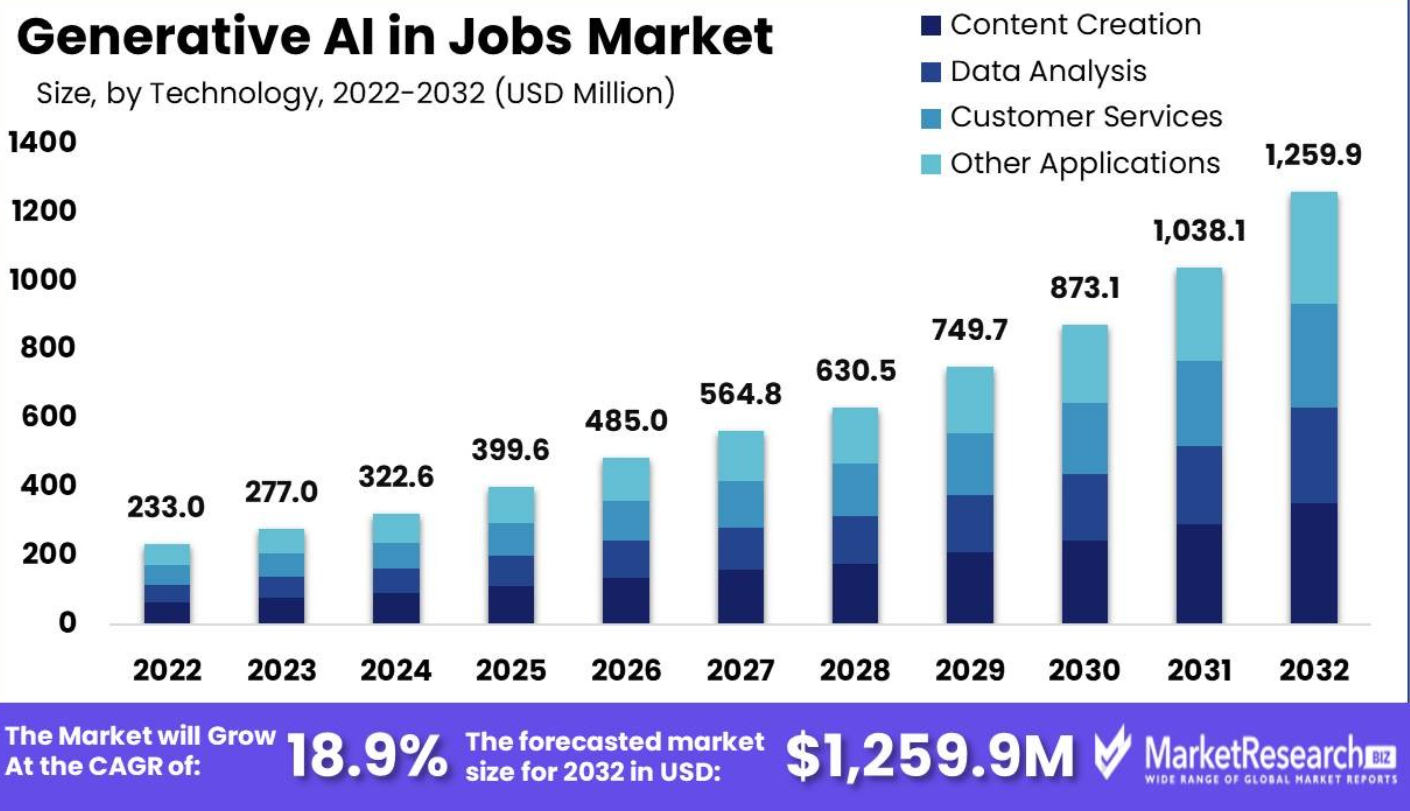 Generative AI in Jobs Market
Size, by Technology, 2022-2032 (USD Million)
Content Creation
Data Analysis
Customer Services
Other Applications
1400
1200
1000
800
600
400
200
0
233.0
277.0
322.6
399.6
485.0
564.8
630.5
749.7
873.1
1,038.1
1,259.9
2022 2023 2024 2025 2026 2027 2028 2029 2030 2031 2032
The Market will Grow
At the CAGR of:
18.9%
The forecasted market
size for 2032 in USD:
$1,259.9M
MarketResearch BIZ
WIDE RANGE OF GLOBAL MARKET REPORTS